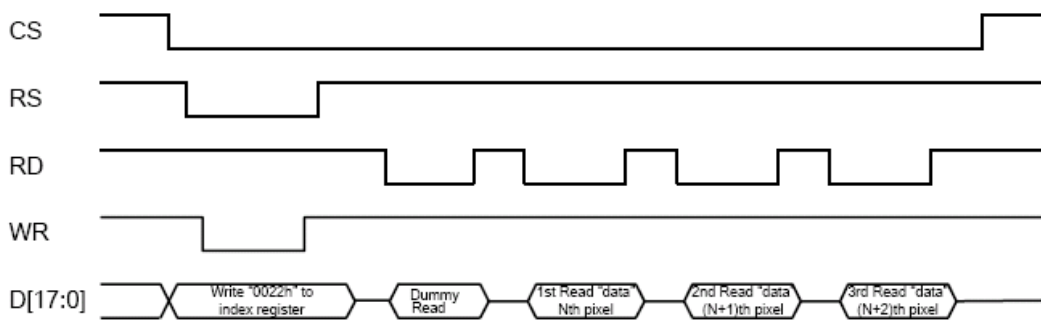 CS
RS
RD
WR
D[17:0]
Write "0022h" to
index register
Dummy
Read
1st Read "data"
Nth pixel
2nd Read "data
(N+1)th pixel
3rd Read "data"
(N+2)th pixel